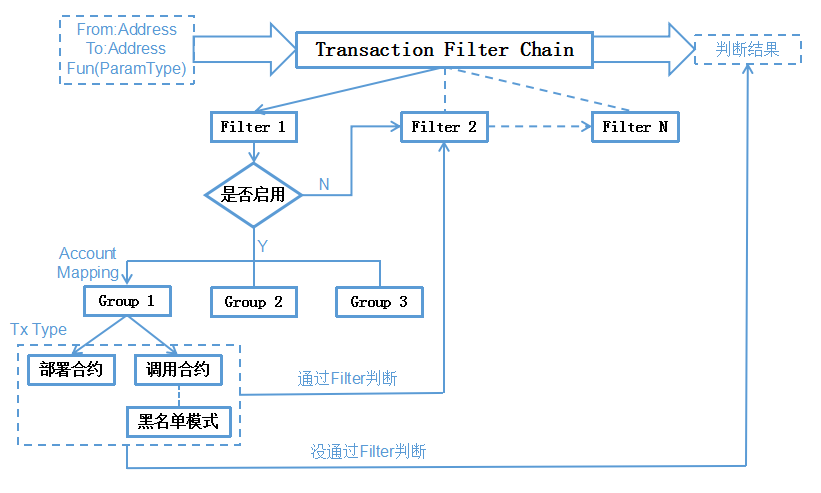 From:Address
To:Address
Fun(ParamType)
Transaction Filter Chain
判断结果
Filter 1
Filter 2
Filter N
是否启用
N
Y
Account
Mapping
Group 1
Group 2
Group 3
Tx Type
部署合约
调用合约
通过Filter判断
黑名单模式
没通过Filter判断